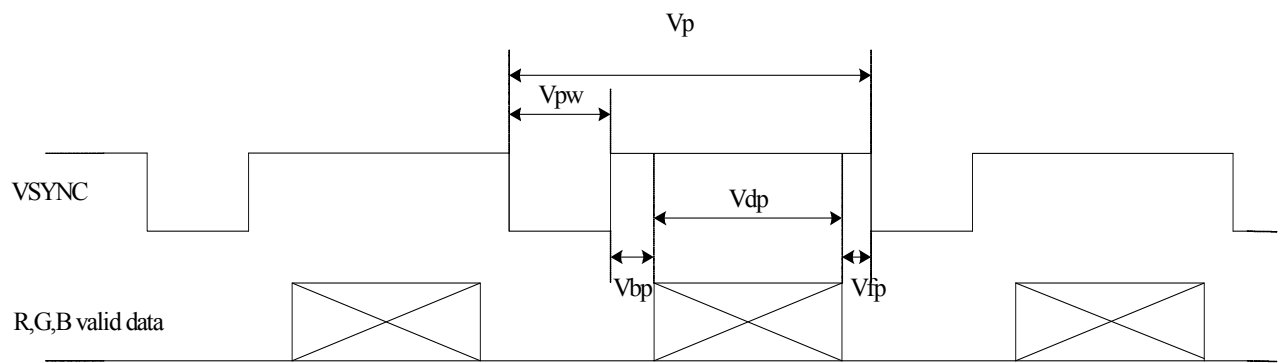 Vp
Vpw
VSYNC
Vdp
Vbp
Vfp
R,G,B valid data